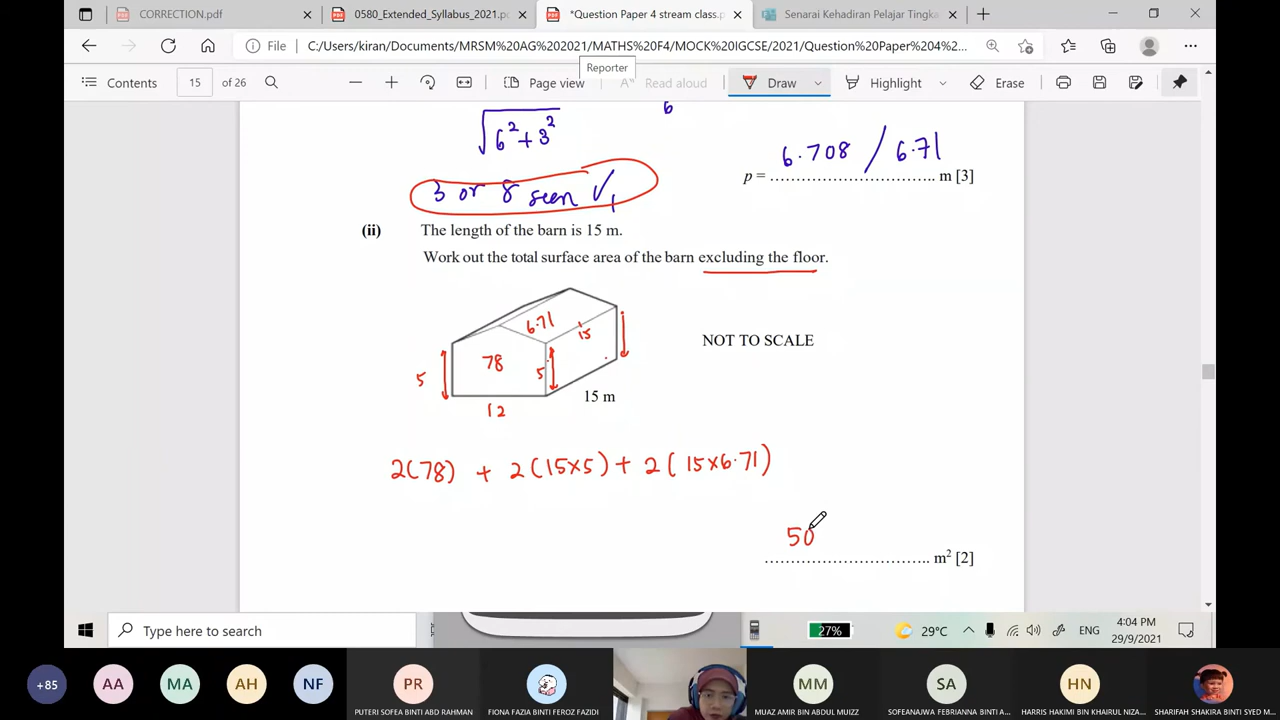 CORRECTION.pdf
0580_Extended_Syllabus_2021.p
*Question Paper 4 stream class.p
Senarai Kehadiran Pelajar Tingka
File
C:/Users/kiran/Documents/MRSM%20AG%202021/MATHS%20F4/MOCK%20IGCSE/2021/Question%20Paper%204%2...
Reporter
Contents
15
of 26
Page view
Read aloud
Draw
Highlight
Erase
6
√6²+3²
p = 6.708 / 6.71 m [3]
3 or 8 seen ✓1
(ii) The length of the barn is 15 m.
Work out the total surface area of the barn excluding the floor.
6.71
15
78
5
5
NOT TO SCALE
15 m
12
2(78) + 2(15×5) + 2(15×6.71)
50
m² [2]
Type here to search
27%
29°C
ENG
4:04 PM
29/9/2021
+85
AA
MA
AH
NF
PR
MM
SA
HN
PUTERI SOFEA BINTI ABD RAHMAN
FIONA FAZIA BINTI FEROZ FAZIDI
MUAZ AMIR BIN ABDUL MUIZZ
SOFEANAJWA FEBRIANNA BINTI A...
HARRIS HAKIMI BIN KHAIRUL NIZA...
SHARIFAH SHAKIRA BINTI SYED M...